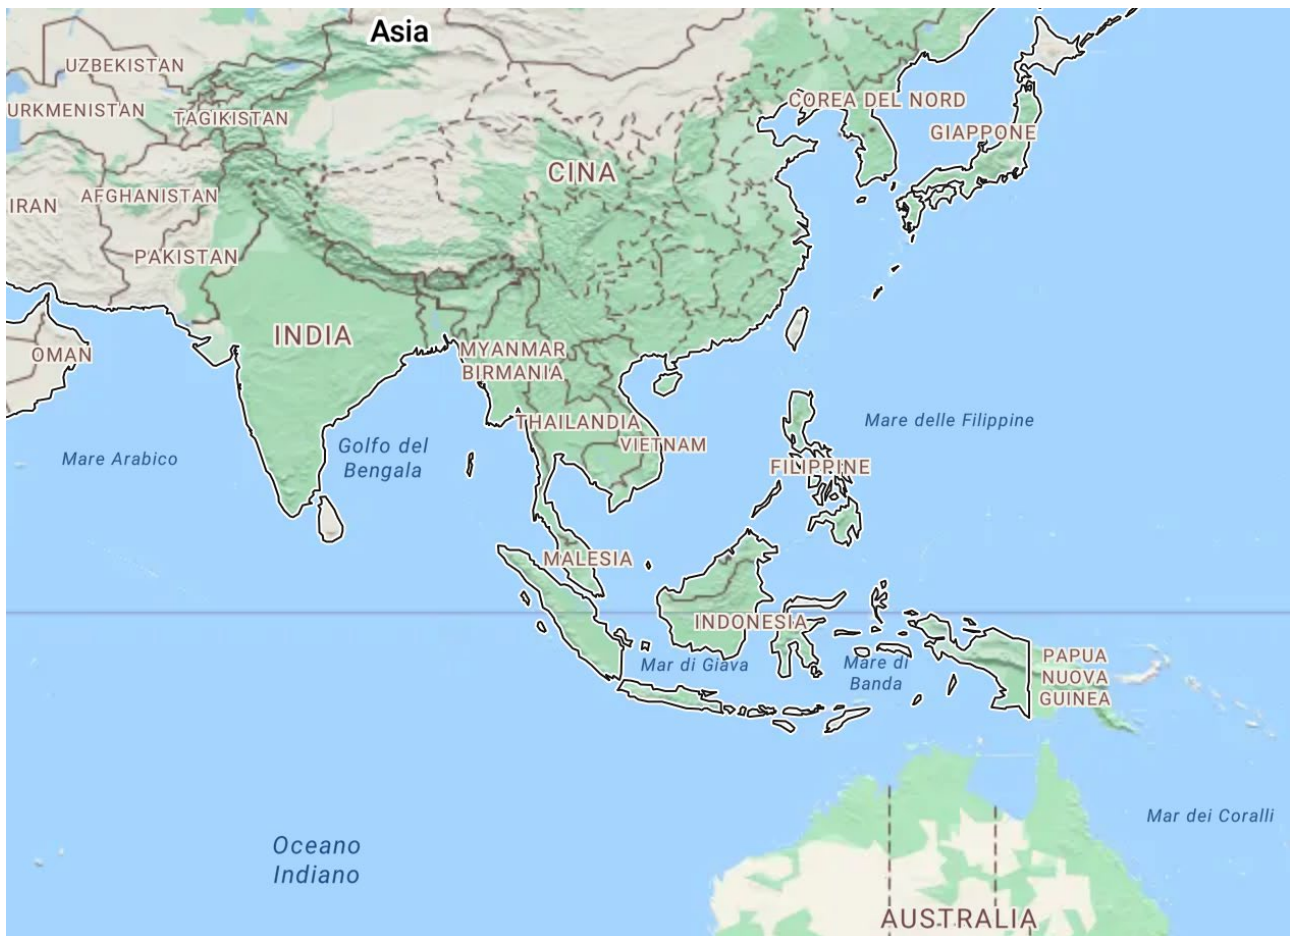 Asia
UZBEKISTAN
URKMENISTAN
TAGIKISTAN
COREA DEL NORD
GIAPPONE
CINA
AFGHANISTAN
IRAN
PAKISTAN
INDIA
OMAN
MYANMAR
BIRMANIA
THAILANDIA
VIETNAM
Mare delle Filippine
Golfo del
Bengala
Mare Arabico
FILIPPINE
MALESIA
INDONESIA
Mar di Giava
Mare di
Banda
PAPUA
NUOVA
GUINEA
Mar dei Coralli
Oceano
Indiano
AUSTRALIA